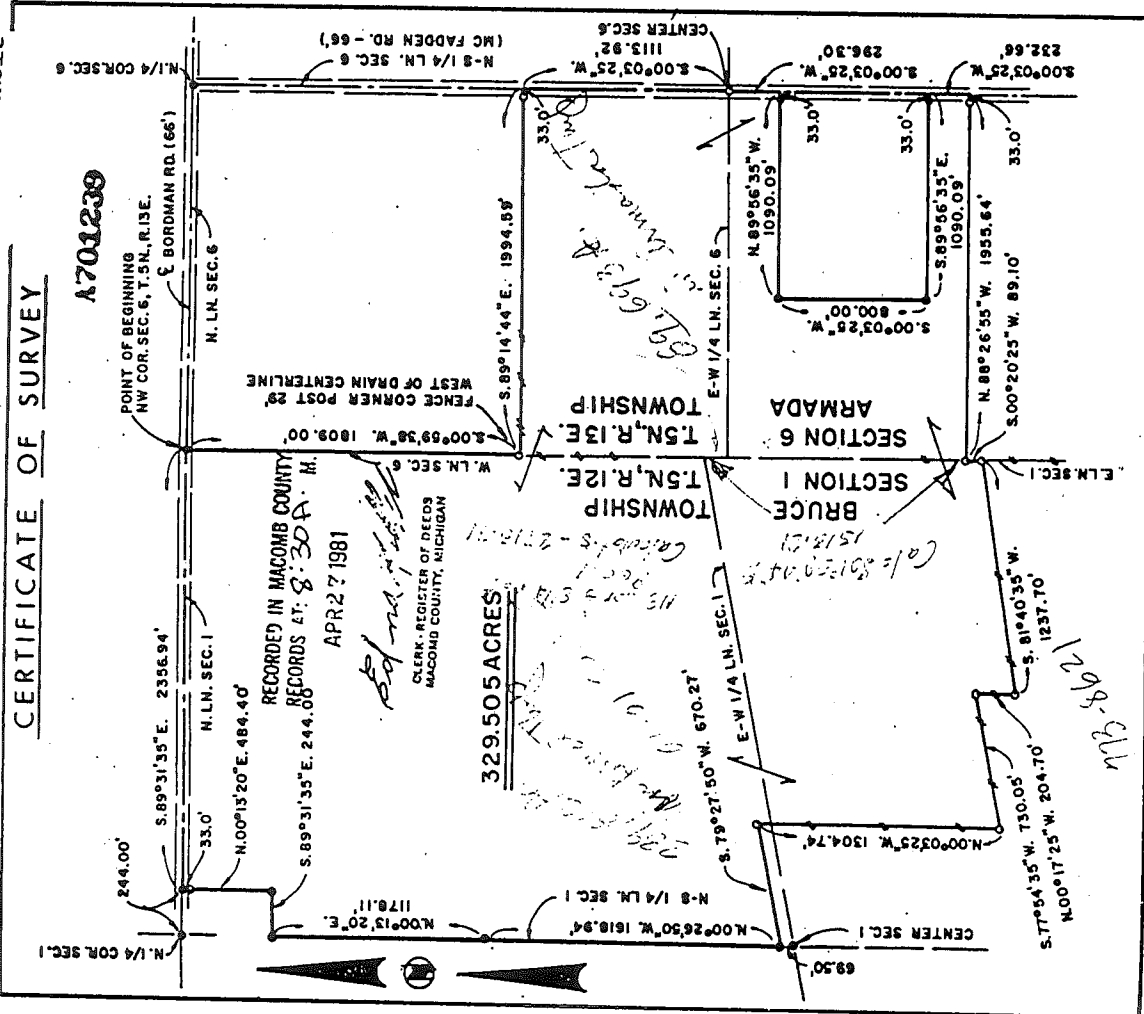 CERTIFICATE OF SURVEY
A701239
N.1/4 COR. SEC. 1
244.00'
S.89°31'35"E. 2356.94'
POINT OF BEGINNING
NW COR. SEC. 6, T.5N., R.13E.
℄ BORDMAN RD. (66')
N.1/4 COR. SEC. 6
33.0'
N. LN. SEC. 1
N. LN. SEC. 6
N.00°13'20"E. 484.40'
S.89°31'35"E. 244.00'
RECORDED IN MACOMB COUNTY
RECORDS AT: 8:30 A. M.
APR 27 1981
CLERK-REGISTER OF DEEDS
MACOMB COUNTY, MICHIGAN
W. LN. SEC. 6
S.00°59'38"W. 1809.00'
FENCE CORNER POST 29'
WEST OF DRAIN CENTERLINE
N-S 1/4 LN. SEC. 6
(MC FADDEN RD. - 66')
N.00°13'20"E.
1178.11'
N-S 1/4 LN. SEC. 1
N.00°26'50"W. 1618.94'
329.505 ACRES
S.89°14'44"E. 1994.59'
33.0'
S.00°03'25"W.
1113.92'
CENTER SEC. 6
TOWNSHIP
T.5N., R.12E.
SECTION 1
BRUCE
TOWNSHIP
T.5N., R.13E.
SECTION 6
ARMADA
E-W 1/4 LN. SEC. 6
E-W 1/4 LN. SEC. 1
S.79°27'50"W. 670.27'
69.50'
CENTER SEC. 1
N.00°03'25"W. 1304.74'
S.77°54'35"W. 730.05'
N.00°17'25"W. 204.70'
S.81°40'35"W.
1237.70'
E. LN. SEC. 1
S.00°20'25"W. 89.10'
N.88°26'55"W. 1955.64'
N.89°56'35"W.
1090.09'
33.0'
S.00°03'25"W.
296.30'
S.00°03'25"W.
800.00'
S.89°56'35"E.
1090.09'
33.0'
33.0'
S.00°03'25"W.
232.66'
1518.21
773-8621